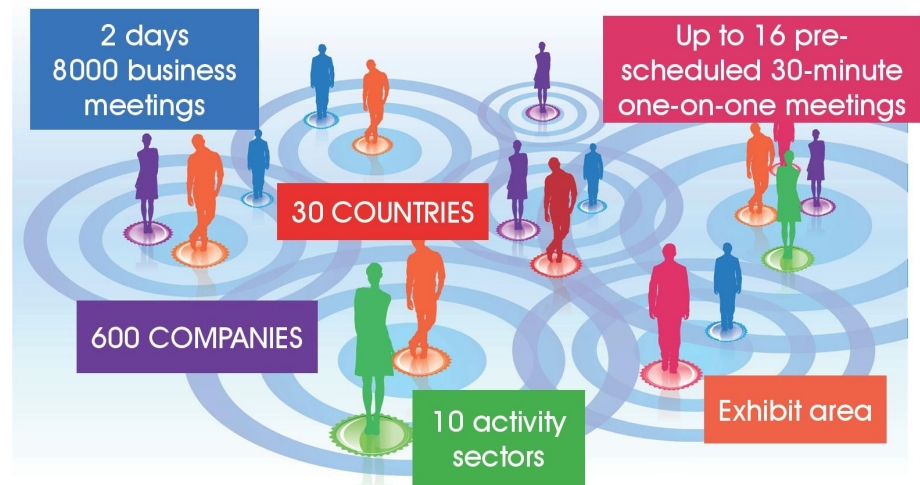 2 days
8000 business
meetings
Up to 16 pre-
scheduled 30-minute
one-on-one meetings
30 COUNTRIES
600 COMPANIES
10 activity
sectors
Exhibit area